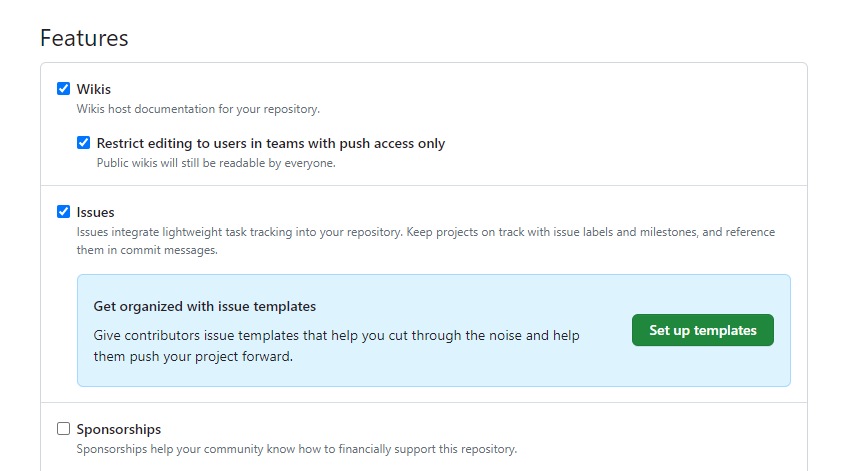 Features
Wikis
Wikis host documentation for your repository.
Restrict editing to users in teams with push access only
Public wikis will still be readable by everyone.
Issues
Issues integrate lightweight task tracking into your repository. Keep projects on track with issue labels and milestones, and reference
them in commit messages.
Get organized with issue templates
Give contributors issue templates that help you cut through the noise and help
them push your project forward.
Set up templates
Sponsorships
Sponsorships help your community know how to financially support this repository.